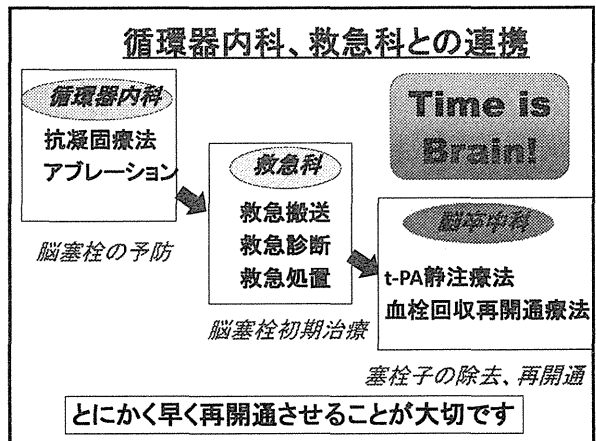 循環器内科、救急科との連携
循環器内科
抗凝固療法
アブレーション
脳塞栓の予防
Time is
Brain!
救急科
救急搬送
救急診断
救急処置
脳塞栓初期治療
脳卒中科
t-PA静注療法
血栓回収再開通療法
塞栓子の除去、再開通
とにかく早く再開通させることが大切です